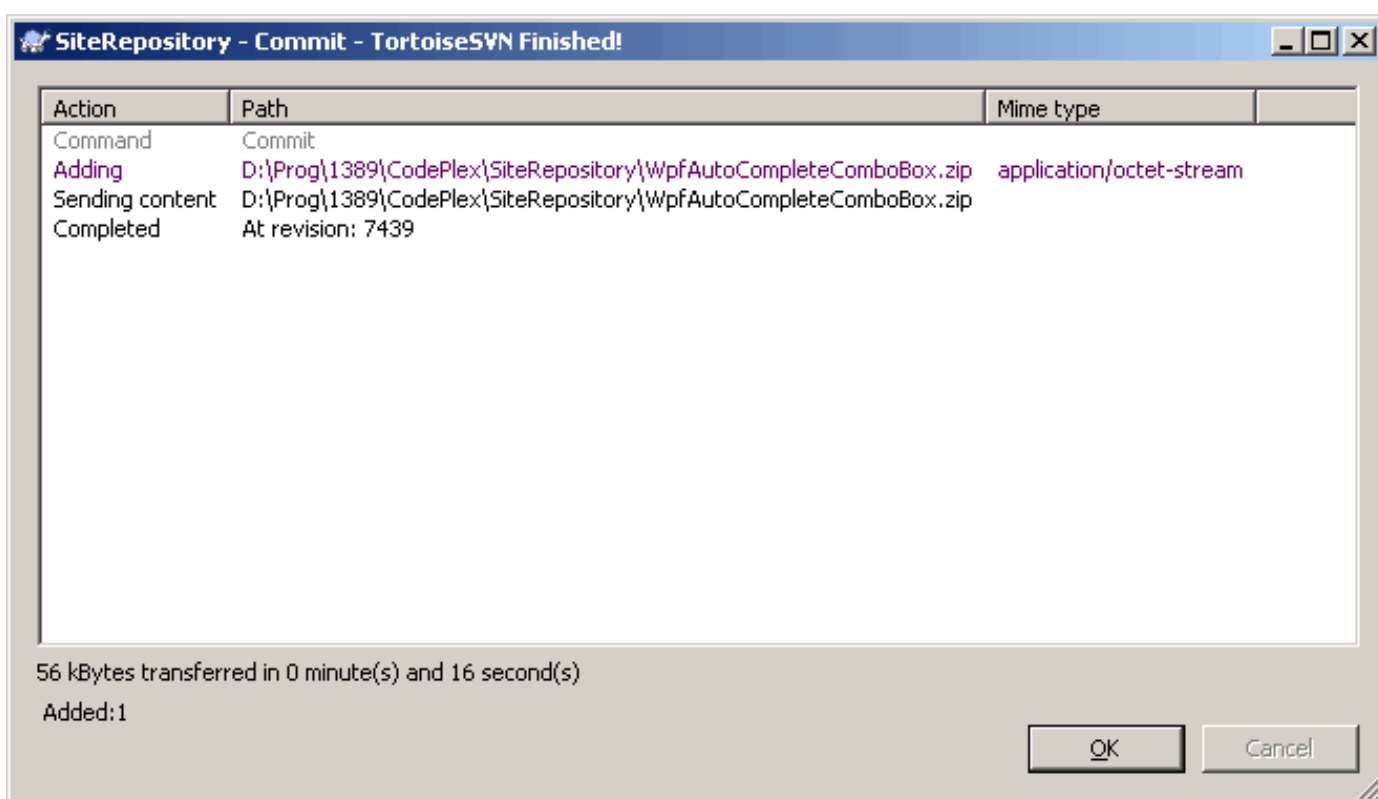 SiteRepository - Commit - TortoiseSVN Finished!
Action Path Mime type
Command Commit
Adding D:\Prog\1389\CodePlex\SiteRepository\WpfAutoCompleteComboBox.zip application/octet-stream
Sending content D:\Prog\1389\CodePlex\SiteRepository\WpfAutoCompleteComboBox.zip
Completed At revision: 7439
56 kBytes transferred in 0 minute(s) and 16 second(s)
Added:1
OK Cancel